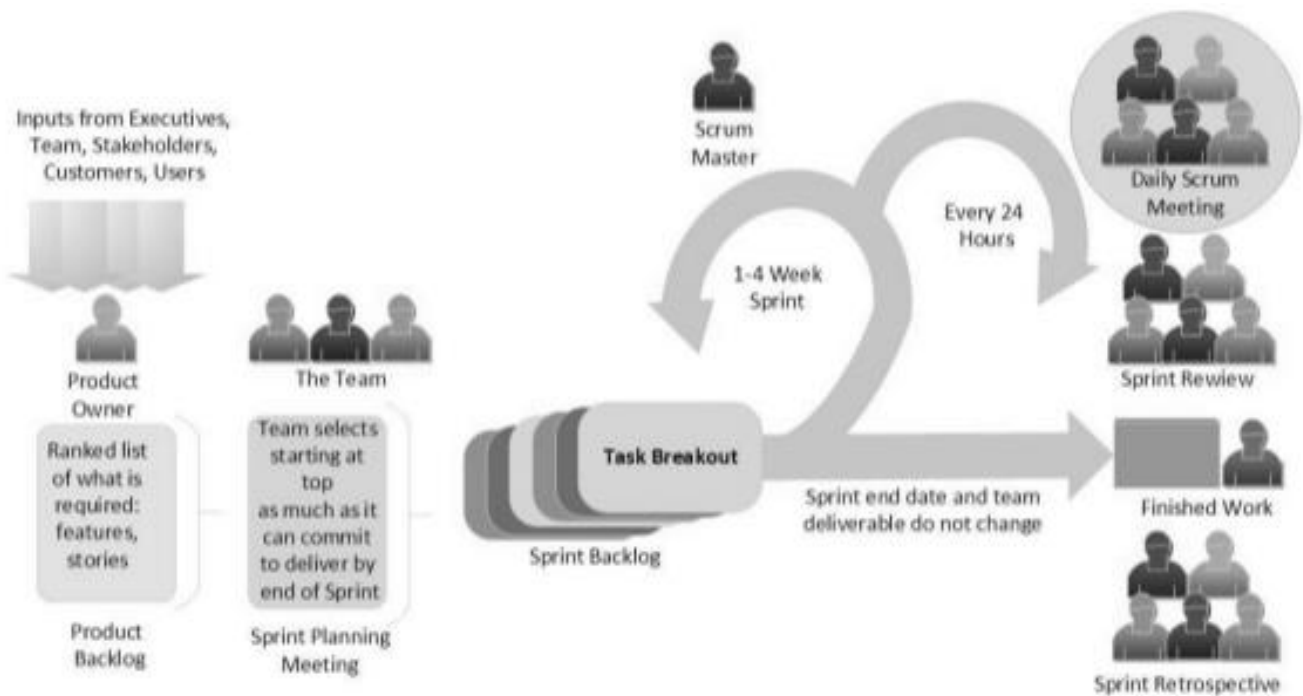 Inputs from Executives,
Team, Stakeholders,
Customers, Users
Product
Owner
Ranked list
of what is
required:
features,
stories
Product
Backlog
The Team
Team selects
starting at
top
as much as it
can commit
to deliver by
end of Sprint
Sprint Planning
Meeting
Task Breakout
Sprint Backlog
Scrum
Master
1-4 Week
Sprint
Every 24
Hours
Sprint end date and team
deliverable do not change
Daily Scrum
Meeting
Sprint Rewiew
Finished Work
Sprint Retrospective